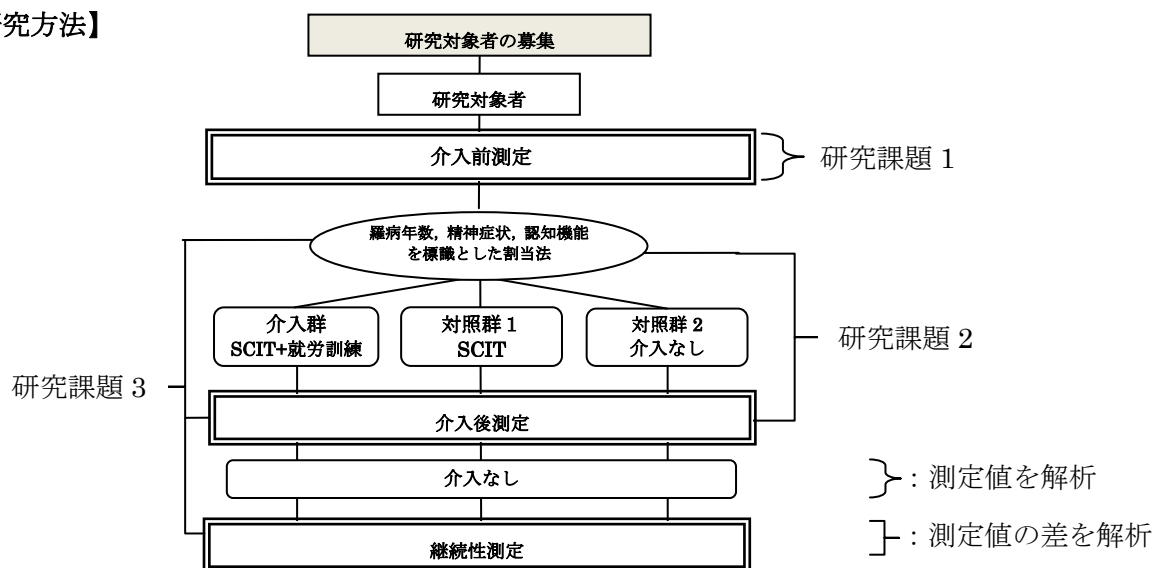 究方法】
研究対象者の募集
研究対象者
介入前測定
研究課題 1
羅病年数, 精神症状, 認知機能
を標識とした割当法
介入群
SCIT+就労訓練
対照群 1
SCIT
対照群 2
介入なし
研究課題 2
研究課題 3
介入後測定
介入なし
：測定値を解析
継続性測定
：測定値の差を解析